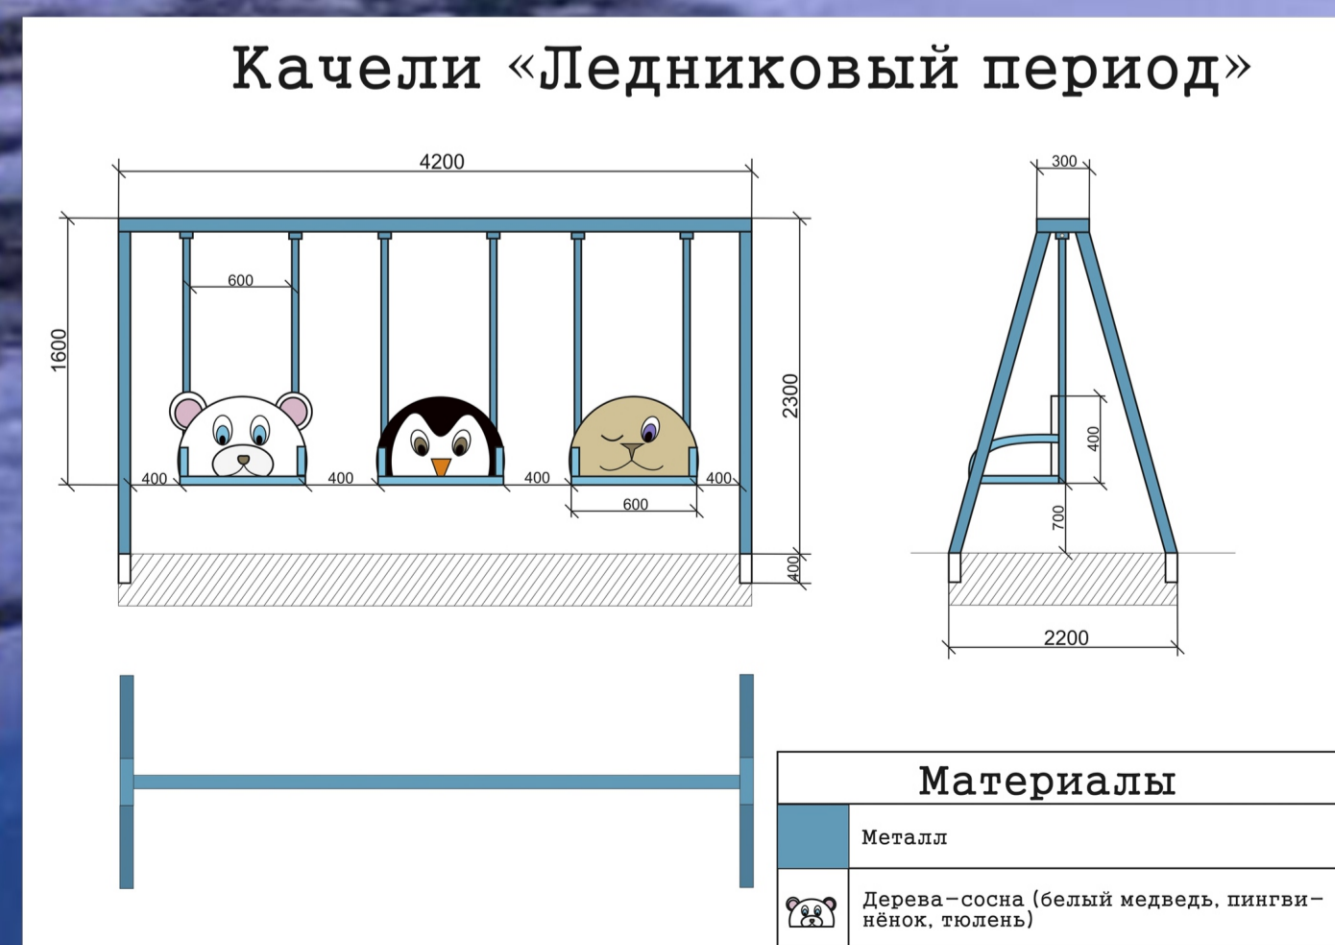 Качели «Ледниковый период»
4200
300
600
1600
2300
400
400
400
400
400
600
700
400
2200
Материалы
Металл
Дерева-сосна (белый медведь, пингви-
нёнок, тюлень)